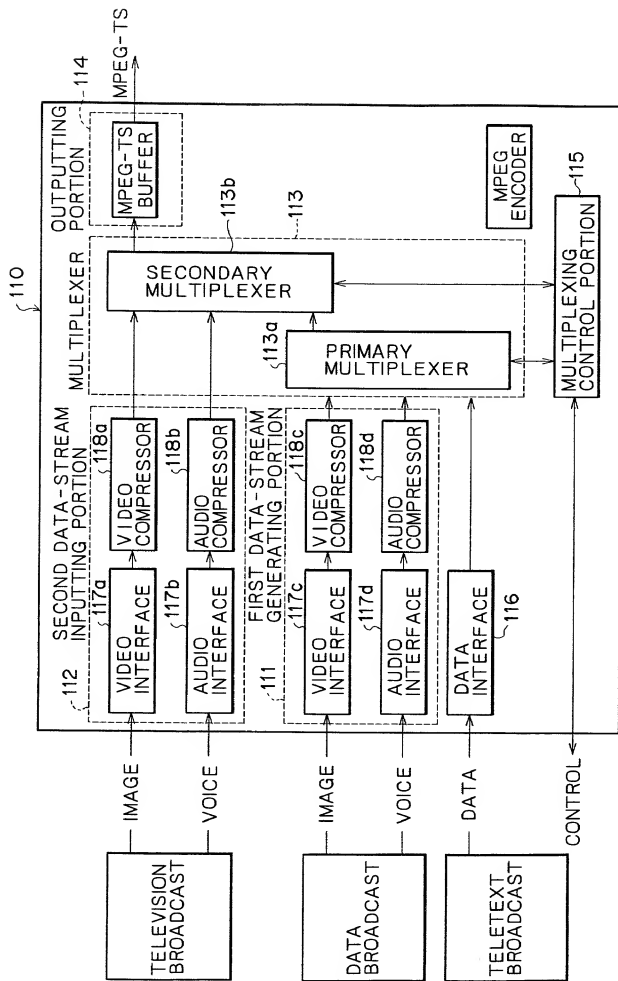 110
MULTIPLEXER
OUTPUTTING
PORTION
114
MPEG-TS
BUFFER
MPEG-TS
SECOND DATA-STREAM
INPUTTING PORTION
112
117a
VIDEO
INTERFACE
118a
VIDEO
COMPRESSOR
117b
AUDIO
INTERFACE
118b
AUDIO
COMPRESSOR
SECONDARY
MULTIPLEXER
113b
113
TELEVISION
BROADCAST
IMAGE
VOICE
FIRST DATA-STREAM
GENERATING PORTION
111
117c
VIDEO
INTERFACE
118c
VIDEO
COMPRESSOR
117d
AUDIO
INTERFACE
118d
AUDIO
COMPRESSOR
113a
PRIMARY
MULTIPLEXER
MPEG
ENCODER
DATA
BROADCAST
IMAGE
VOICE
TELETEXT
BROADCAST
DATA
DATA
INTERFACE
116
CONTROL
MULTIPLEXING
CONTROL PORTION
115